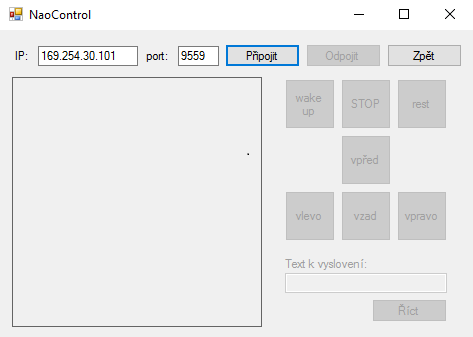 NaoControl
IP: 169.254.30.101 port: 9559 Připojit Odpojit Zpět
wake up STOP rest
vpřed
vlevo vzad vpravo
Text k vyslovení:
Říct